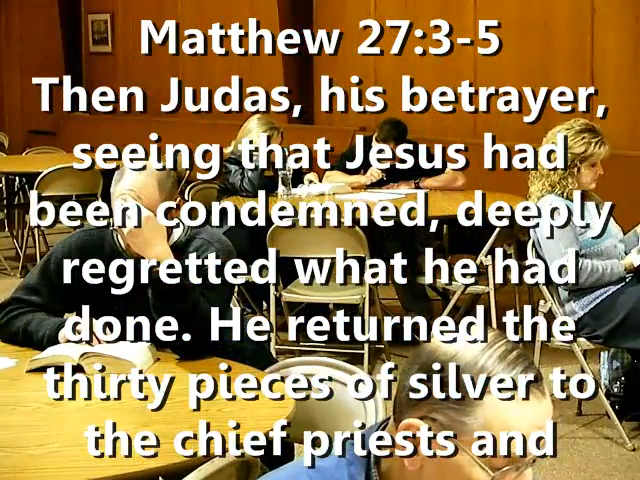 Matthew 27:3-5
Then Judas, his betrayer,
seeing that Jesus had
been condemned, deeply
regretted what he had
done. He returned the
thirty pieces of silver to
the chief priests and